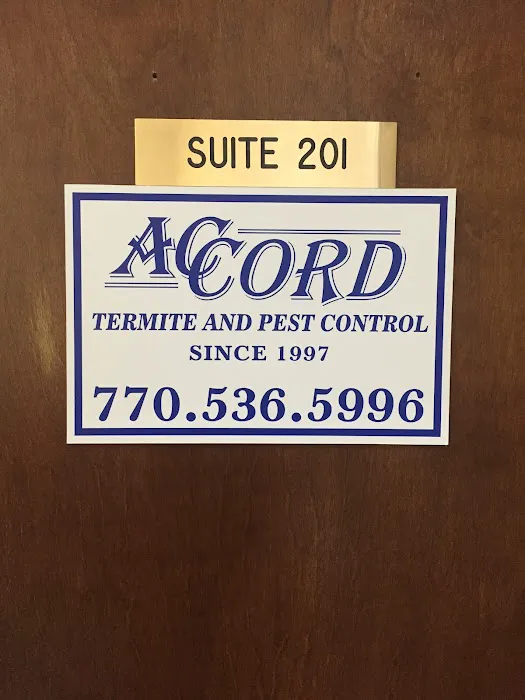 SUITE 201
ACCORD
TERMITE AND PEST CONTROL
SINCE 1997
770.536.5996